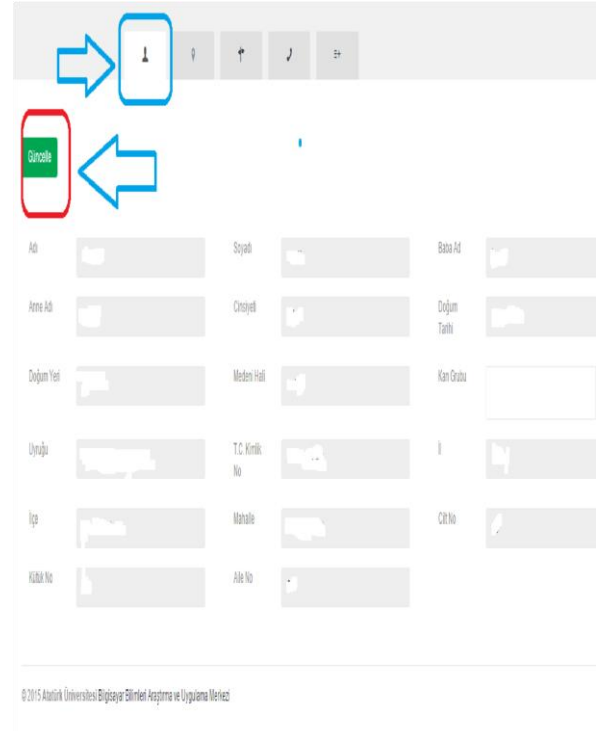 Güncelle
Adı
Soyadı
Baba Ad
Anne Adı
Cinsiyeti
Doğum
Tarihi
Doğum Yeri
Medeni Hali
Kan Grubu
Uyruğu
T.C. Kimlik
No
İl
İlçe
Mahalle
Cilt No
Kütük No
Aile No
© 2015 Atatürk Üniversitesi Bilgisayar Bilimleri Araştırma ve Uygulama Merkezi